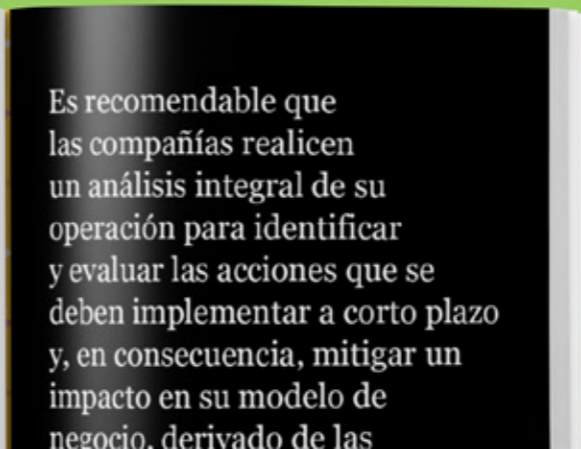 Es recomendable que
las compañías realicen
un análisis integral de su
operación para identificar
y evaluar las acciones que se
deben implementar a corto plazo
y, en consecuencia, mitigar un
impacto en su modelo de
negocio, derivado de las